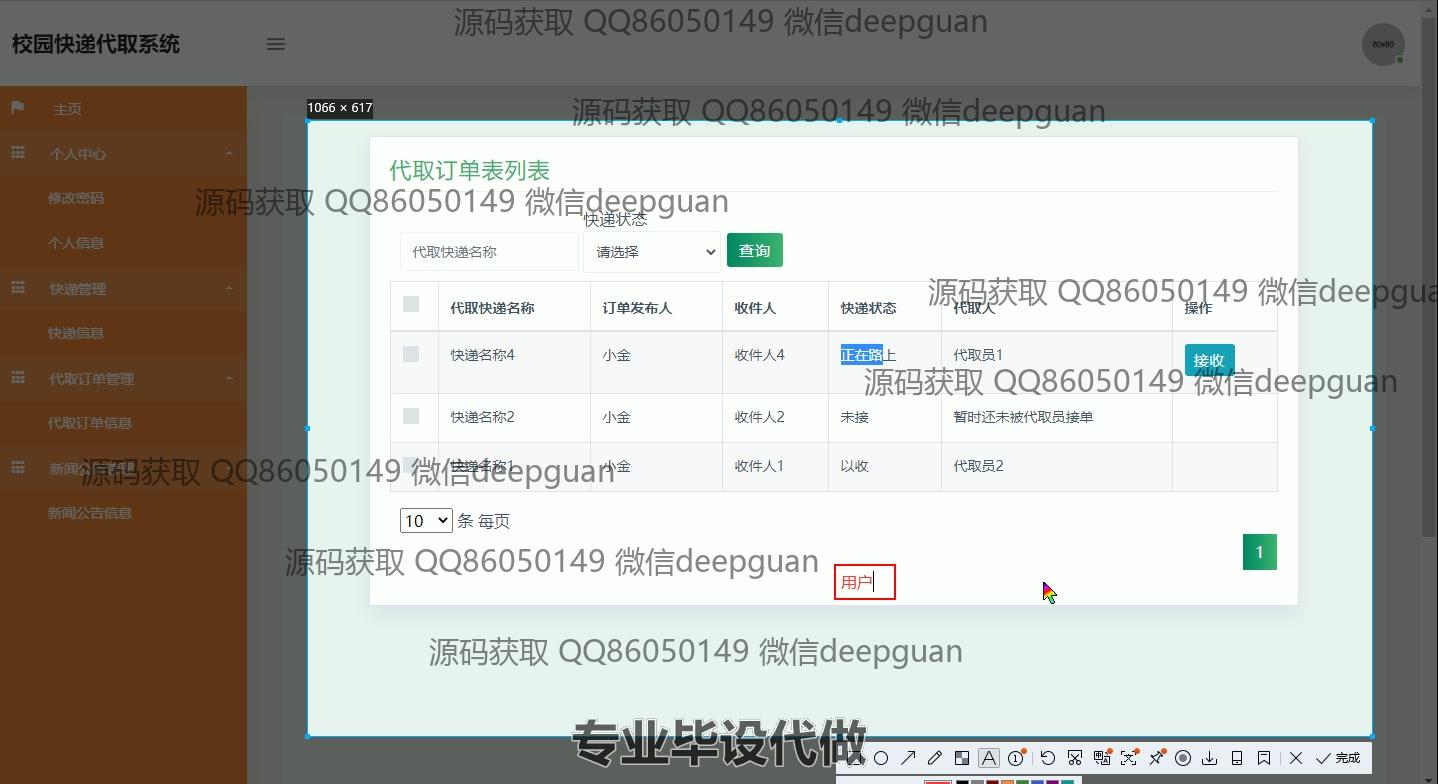 源码获取 QQ86050149 微信deepguan
校园快递代取系统
60x60
主页
1066 × 617
源码获取 QQ86050149 微信deepguan
个人中心
代取订单表列表
修改密码
源码获取 QQ86050149 微信deepguan
快递状态
个人信息
代取快递名称 请选择 查询
快递管理
源码获取 QQ86050149 微信deepgua
代取快递名称 订单发布人 收件人 快递状态 代取人 操作
快递信息
快递名称4 小金 收件人4 正在路上 代取员1 接收
代取订单管理
源码获取 QQ86050149 微信deepguan
代取订单信息
快递名称2 小金 收件人2 未接 暂时还未被代取员接单
新闻公告管理
源码获取 QQ86050149 微信deepguan
快递名称1 小金 收件人1 以收 代取员2
新闻公告信息
10 条 每页
1
源码获取 QQ86050149 微信deepguan
用户
源码获取 QQ86050149 微信deepguan
专业毕设代做
完成